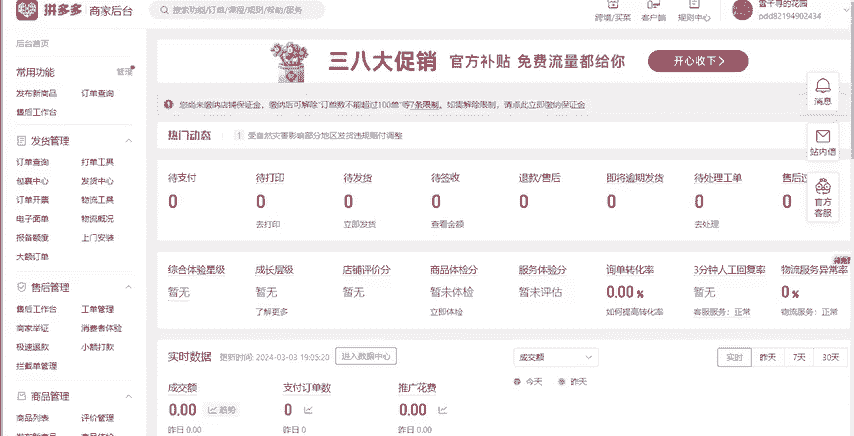 拼多多 商家后台
搜索功能/订单/课程/规则/帮助/服务
跨境/买菜 客户端 规则中心
雪千寻的花园
pdd82194902434
后台首页
常用功能 管理
发布新商品 订单查询
售后工作台
发货管理
订单查询 打单工具
包裹中心 发货中心
订单开票 物流工具
电子面单 物流概况
报备额度 上门安装
大额订单
售后管理
售后工作台 工单管理
商家举证 消费者体验
极速退款 小额打款
拦截单管理
商品管理
商品列表 评价管理
三八大促销 官方补贴 免费流量都给你 开心收下
您尚未缴纳店铺保证金，缴纳后可解除"订单数不能超过100单"等7条限制。如需解除限制，请点此立即缴纳保证金
热门动态 1 受自然灾害影响部分地区发货违规赔付调整
待支付 待打印 待发货 待签收 退款/售后 即将逾期发货 待处理工单
0 0 0 0 0 0 0 0
去打印 立即发货 查看金额 去处理
综合体验星级 成长层级 店铺评价分 商品体检分 服务体验分 询单转化率 3分钟人工回复率 物流服务异常率
暂无 暂无 暂无 暂未体检 暂未评估 0.00% 暂无 0%
了解更多 立即体检 如何提高转化率 客服服务：正常 物流服务：正常
实时数据 更新时间: 2024-03-03 19:05:20 进入数据中心
成交额
实时 昨天 7天 30天
今天 昨天
成交额 支付订单数 推广花费
0.00 趋势 0 0.00
昨日 0.00 昨日 0 昨日 0.00
消息
站内信
官方
客服